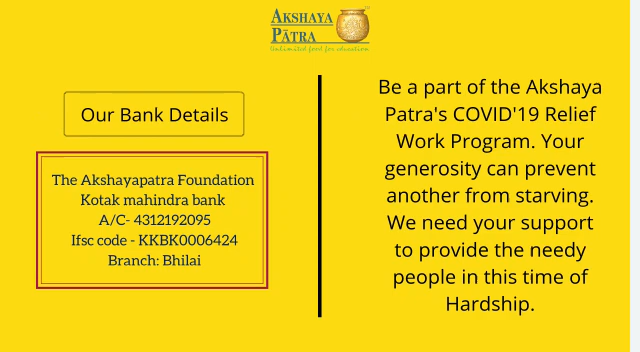 AKSHAYA
PĀTRA
Unlimited food for education
Our Bank Details
The Akshayapatra Foundation
Kotak mahindra bank
A/C- 4312192095
Ifsc code - KKBK0006424
Branch: Bhilai
Be a part of the Akshaya
Patra's COVID'19 Relief
Work Program. Your
generosity can prevent
another from starving.
We need your support
to provide the needy
people in this time of
Hardship.